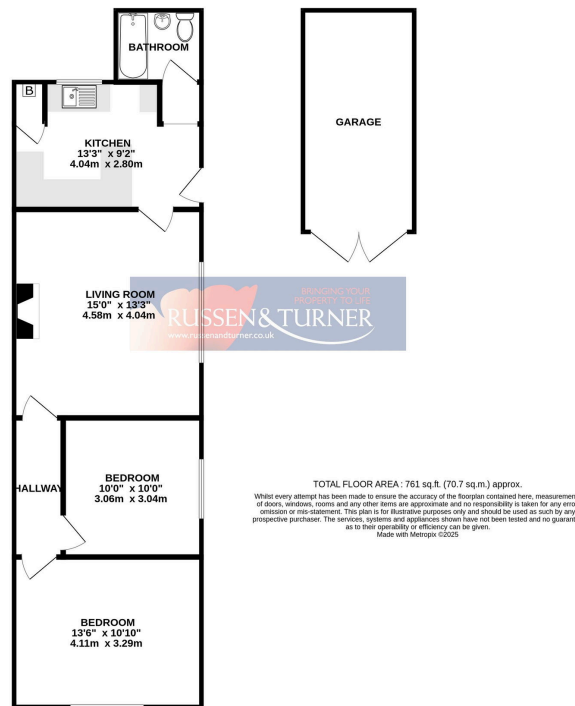 BATHROOM
B
KITCHEN
13'3" x 9'2"
4.04m x 2.80m
GARAGE
LIVING ROOM
15'0" x 13'3"
4.58m x 4.04m
BRINGING YOUR
PROPERTY TO LIFE
RUSSEN & TURNER
www.russenandturner.co.uk
HALLWAY
BEDROOM
10'0" x 10'0"
3.06m x 3.04m
BEDROOM
13'6" x 10'10"
4.11m x 3.29m
TOTAL FLOOR AREA : 761 sq.ft. (70.7 sq.m.) approx.
Whilst every attempt has been made to ensure the accuracy of the floorplan contained here, measuremen
of doors, windows, rooms and any other items are approximate and no responsibility is taken for any erro
omission or mis-statement. This plan is for illustrative purposes only and should be used as such by any
prospective purchaser. The services, systems and appliances shown have not been tested and no guarant
as to their operability or efficiency can be given.
Made with Metropix ©2025